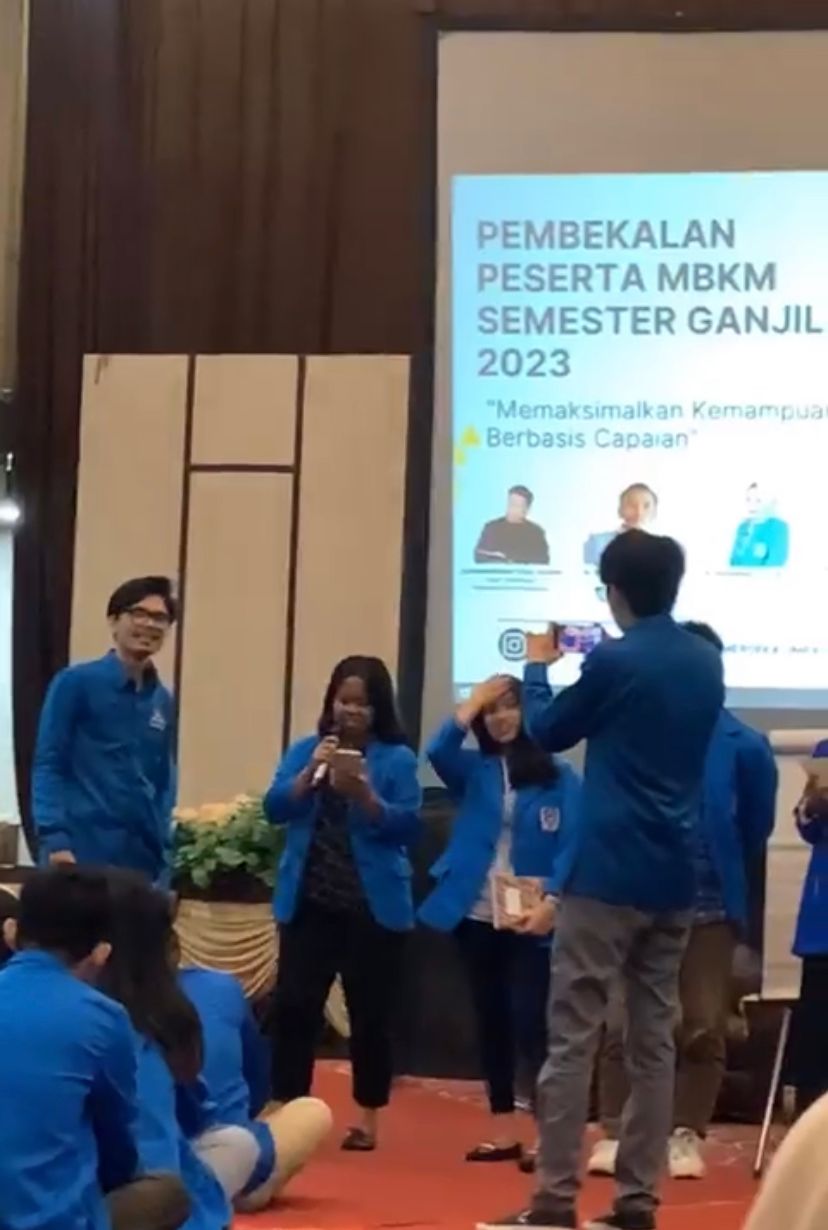 PEMBEKALAN
PESERTA MBKM
SEMESTER GANJIL
2023
"Memaksimalkan
Berbasis Capaian"